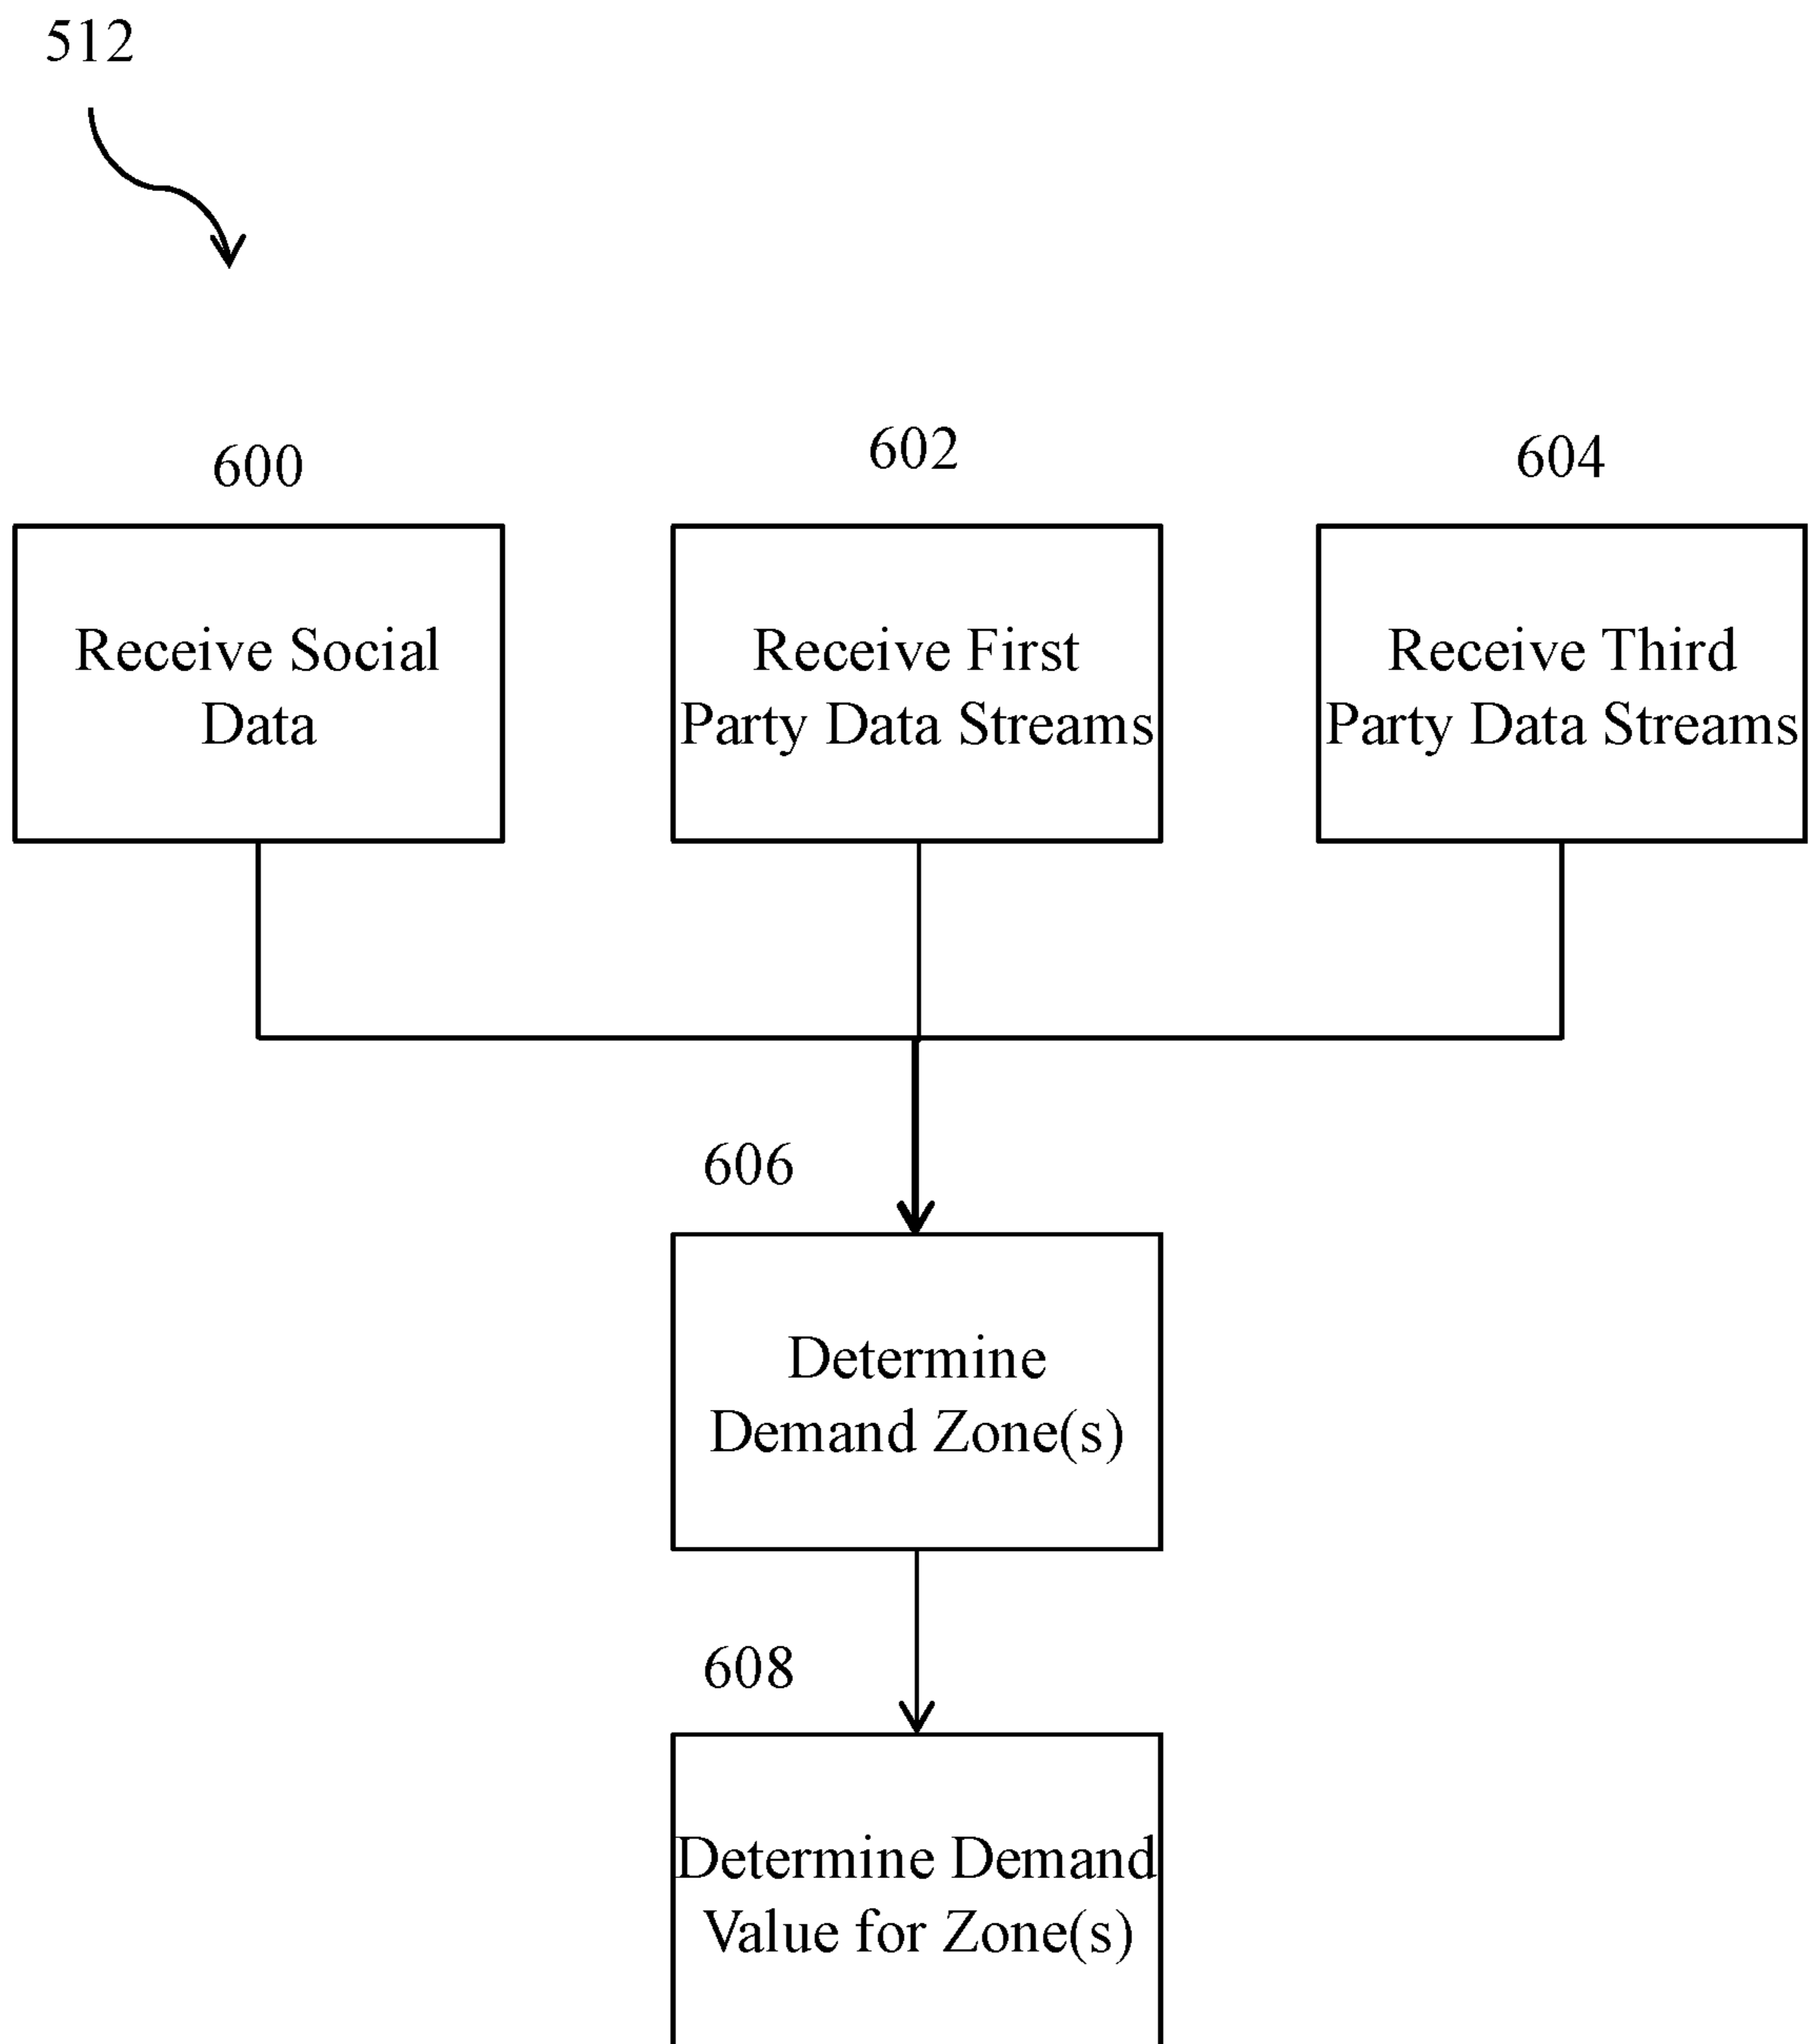 512
600
602
604
Receive Social
Data
Receive First
Party Data Streams
Receive Third
Party Data Streams
606
Determine
Demand Zone(s)
608
Determine Demand
Value for Zone(s)